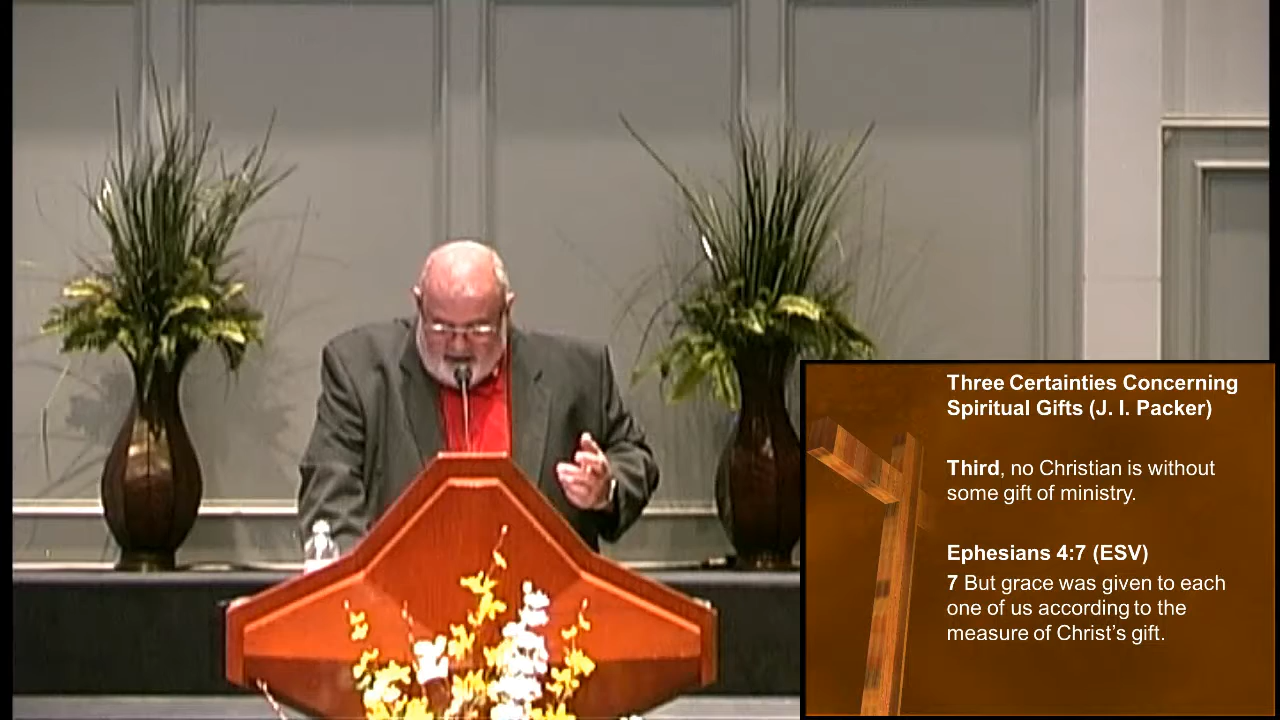 Three Certainties Concerning
Spiritual Gifts (J. I. Packer)
Third, no Christian is without
some gift of ministry.
Ephesians 4:7 (ESV)
7 But grace was given to each
one of us according to the
measure of Christ’s gift.